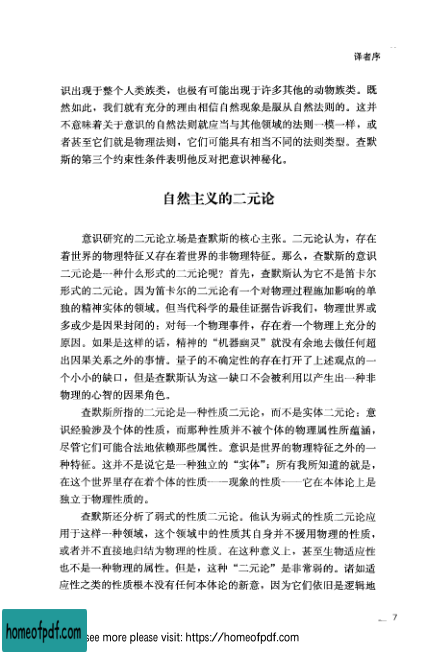 译者序
识出现于整个人类族类，也极有可能出现于许多其他的动物族类。既
然如此，我们就有充分的理由相信自然现象是服从自然法则的。这并
不意味着关于意识的自然法则就应当与其他领域的法则一模一样，或
者甚至它们就是物理法则，它们可能具有相当不同的法则类型。查默
斯的第三个约束性条件表明他反对把意识神秘化。
自然主义的二元论
意识研究的二元论立场是查默斯的核心主张。二元论认为，存在
着世界的物理特征又存在着世界的非物理特征。那么，查默斯的意识
二元论是一种什么形式的二元论呢？首先，查默斯认为它不是笛卡尔
形式的二元论。因为笛卡尔的二元论有一个对物理过程施加影响的单
独的精神实体的领域。但当代科学的最佳证据告诉我们，物理世界或
多或少是因果封闭的：对每一个物理事件，存在着一个物理上充分的
原因。如果是这样的话，精神的“机器幽灵”就没有余地去做任何超
出因果关系之外的事情。量子的不确定性的存在打开了上述观点的一
个小小的缺口，但是查默斯认为这一缺口不会被利用以产生出一种非
物理的心智的因果角色。
查默斯所指的二元论是一种性质二元论，而不是实体二元论：意
识经验涉及个体的性质，而那种性质并不被个体的物理属性所蕴涵，
尽管它们可能合法地依赖那些属性。意识是世界的物理特征之外的一
种特征。这并不是说它是一种独立的“实体”；所有我所知道的就是，
在这个世界里存在着个体的性质——现象的性质——它在本体论上是
独立于物理性质的。
查默斯还分析了弱式的性质二元论。他认为弱式的性质二元论应
用于这样一种领域，这个领域中的性质其自身并不援用物理的性质，
或者并不直接地归结为物理的性质。在这种意义上，甚至生物适应性
也不是一种物理的属性。但是，这种“二元论”是非常弱的。诸如适
应性之类的性质根本没有任何本体论的新意，因为它们依旧是逻辑地
7
homeofpdf.com
see more please visit: https://homeofpdf.com